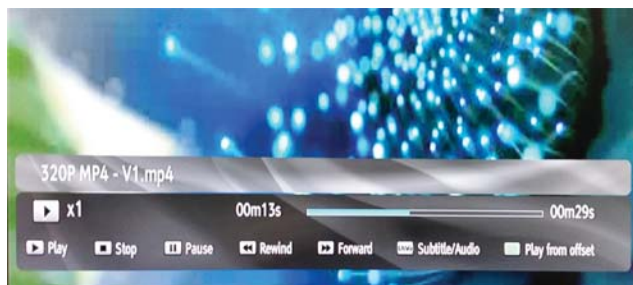 320P MP4 - V1.mp4
x1 00m13s 00m29s
Play Stop Pause Rewind Forward Subtitle/Audio Play from offset